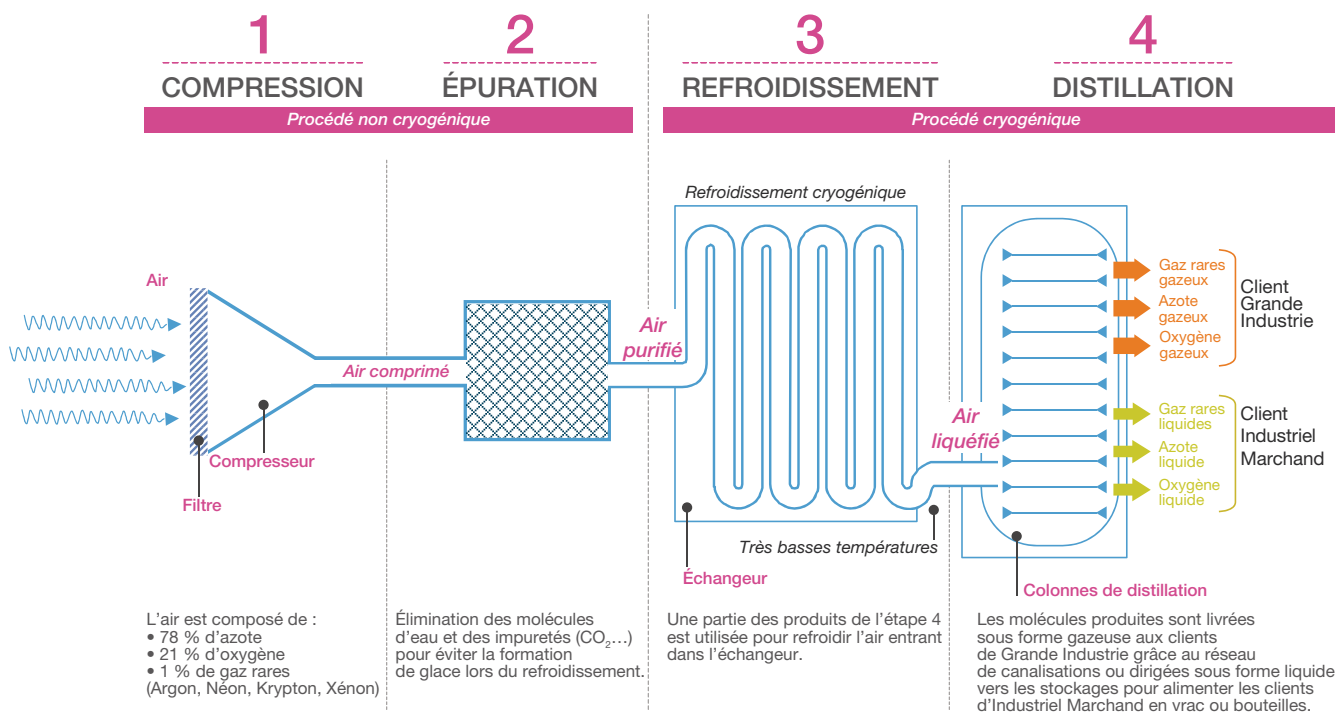 1
COMPRESSION
2
ÉPURATION
3
REFROIDISSEMENT
4
DISTILLATION
Procédé non cryogénique
Procédé cryogénique
Air
Filtre
Compresseur
Air comprimé
Air
purifié
Refroidissement cryogénique
Échangeur
Très basses températures
Air
liquéfié
Gaz rares
gazeux
Azote
gazeux
Oxygène
gazeux
Client
Grande
Industrie
Gaz rares
liquides
Azote
liquide
Oxygène
liquide
Client
Industriel
Marchand
Colonnes de distillation
L’air est composé de :
• 78 % d’azote
• 21 % d’oxygène
• 1 % de gaz rares
(Argon, Néon, Krypton, Xénon)
Élimination des molécules
d’eau et des impuretés (CO₂…)
pour éviter la formation
de glace lors du refroidissement.
Une partie des produits de l’étape 4
est utilisée pour refroidir l’air entrant
dans l’échangeur.
Les molécules produites sont livrées
sous forme gazeuse aux clients
de Grande Industrie grâce au réseau
de canalisations ou dirigées sous forme liquide
vers les stockages pour alimenter les clients
d’Industriel Marchand en vrac ou bouteilles.